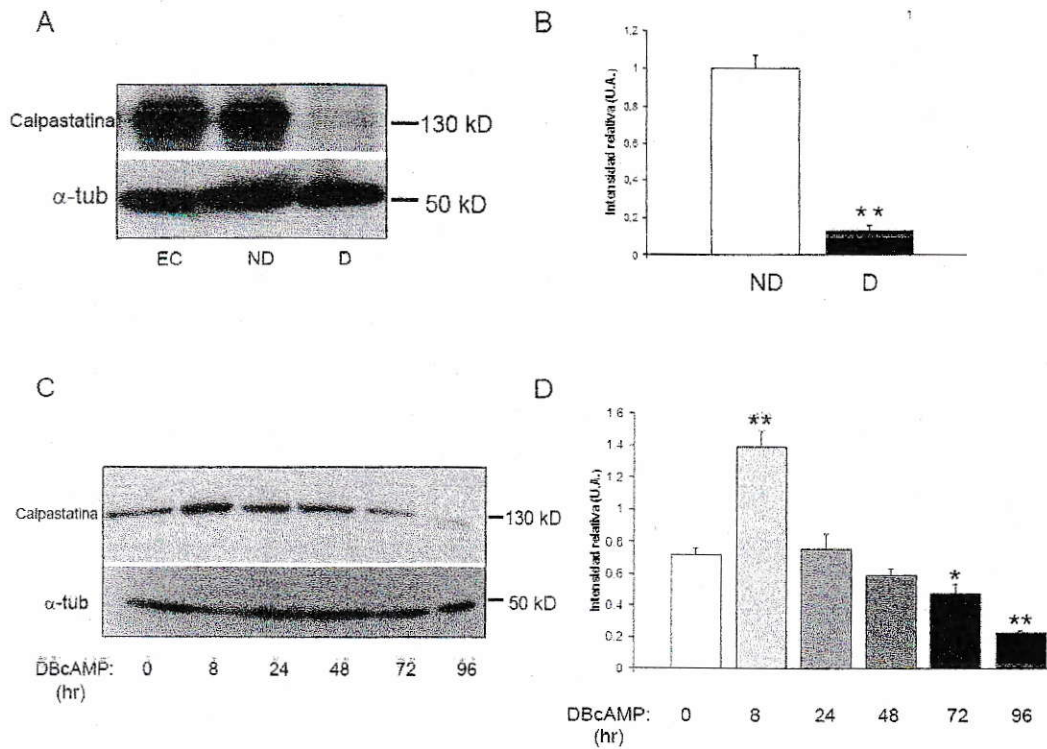 A
Calpastatina
130 kD
α-tub
50 kD
EC ND D
B
1
Intensidad relativa (U.A.)
1,2
1
0,8
0,6
0,4
0,2
0
**
ND D
C
Calpastatina
130 kD
α-tub
50 kD
DBcAMP: 0 8 24 48 72 96
(hr)
D
Intensidad relativa (U.A.)
1.6
1.4
1.2
1
0.8
0.6
0.4
0.2
0
**
*
**
DBcAMP: 0 8 24 48 72 96
(hr)